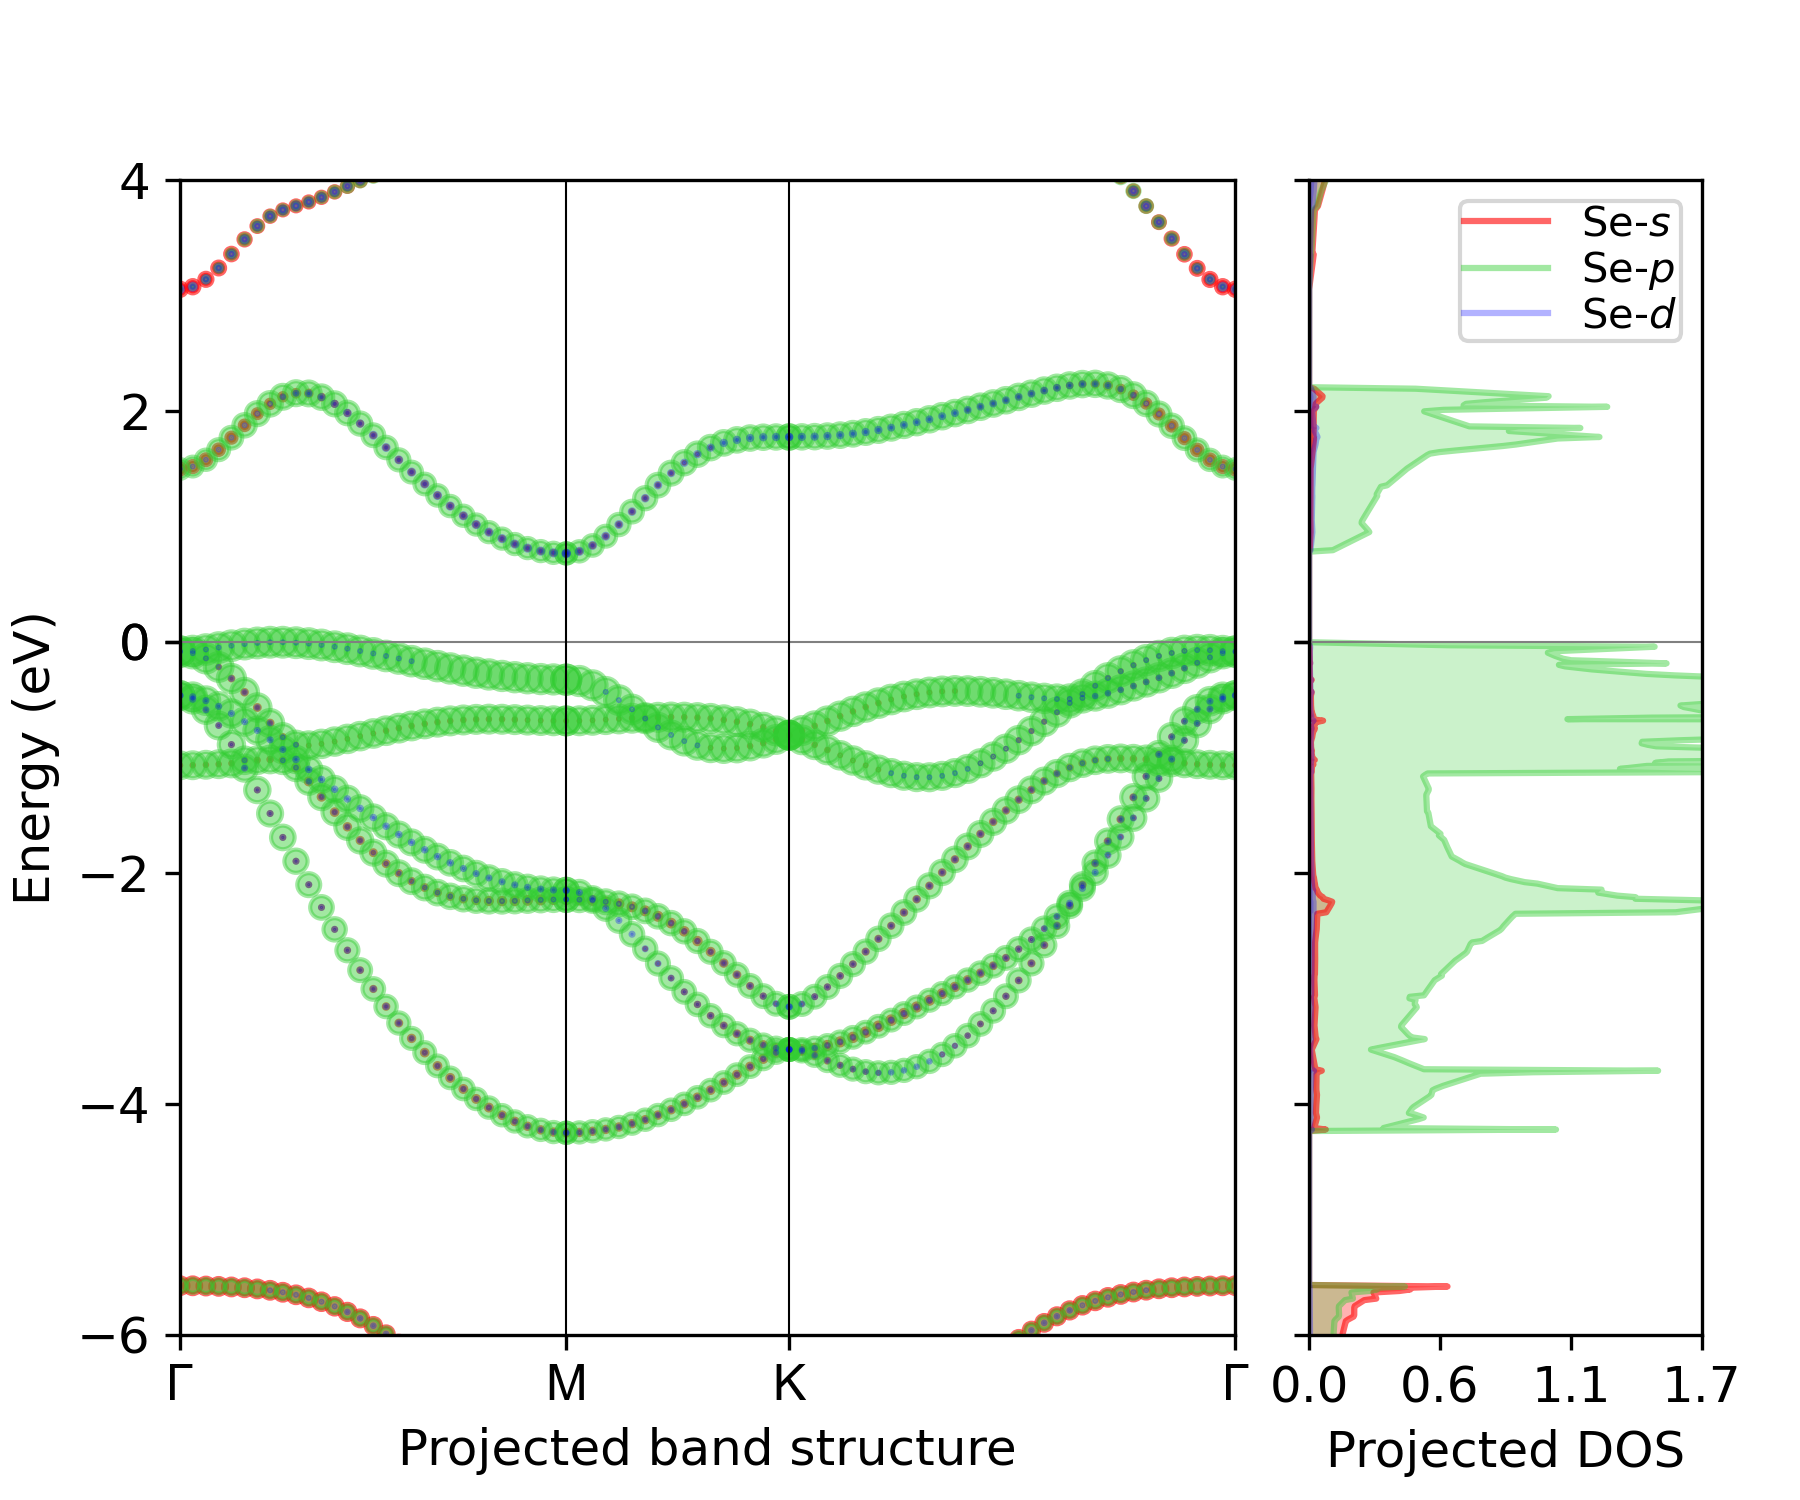 4
2
0
−2
−4
−6
Energy (eV)
Γ M K Γ
Projected band structure
Se-s
Se-p
Se-d
0.0 0.6 1.1 1.7
Projected DOS